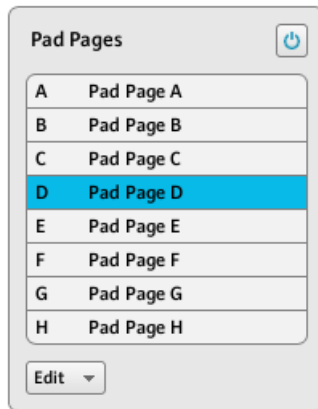 Pad Pages
A Pad Page A
B Pad Page B
C Pad Page C
D Pad Page D
E Pad Page E
F Pad Page F
G Pad Page G
H Pad Page H
Edit